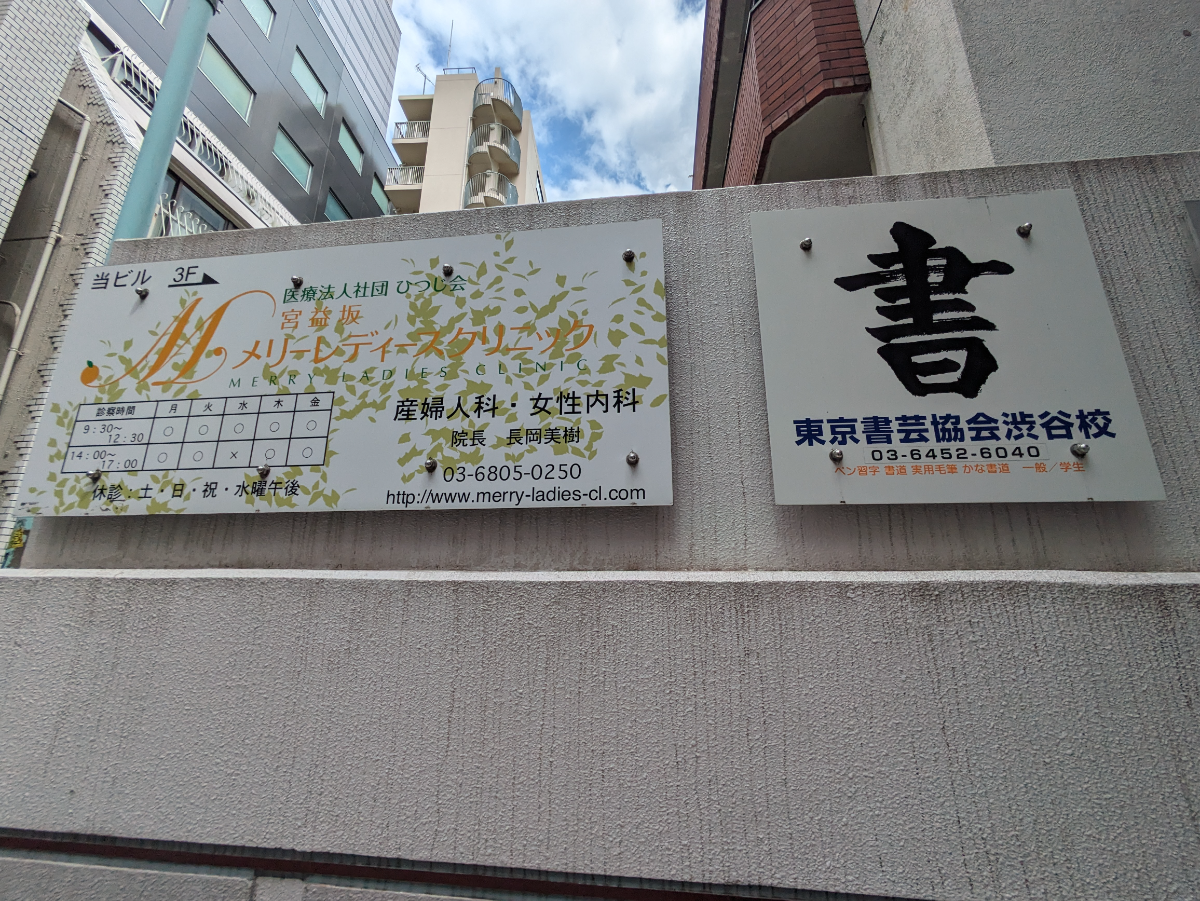 当ビル 3F
医療法人社団 ひつじ会
宮益坂
メリーレディースクリニック
MERRY LADIES CLINIC
診察時間 月 火 水 木 金
9:30~12:30 ○ ○ ○ ○ ○
14:00~17:00 ○ ○ × ○ ○
休診:土・日・祝・水曜午後
産婦人科・女性内科
院長 長岡美樹
03-6805-0250
http://www.merry-ladies-cl.com
書
東京書芸協会渋谷校
03-6452-6040
ペン習字 書道 実用毛筆 かな書道 一般/学生